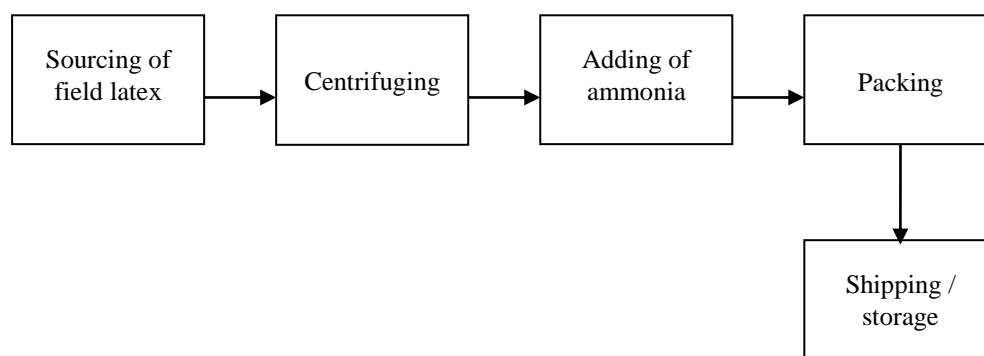 Sourcing of
field latex
Centrifuging
Adding of
ammonia
Packing
Shipping /
storage